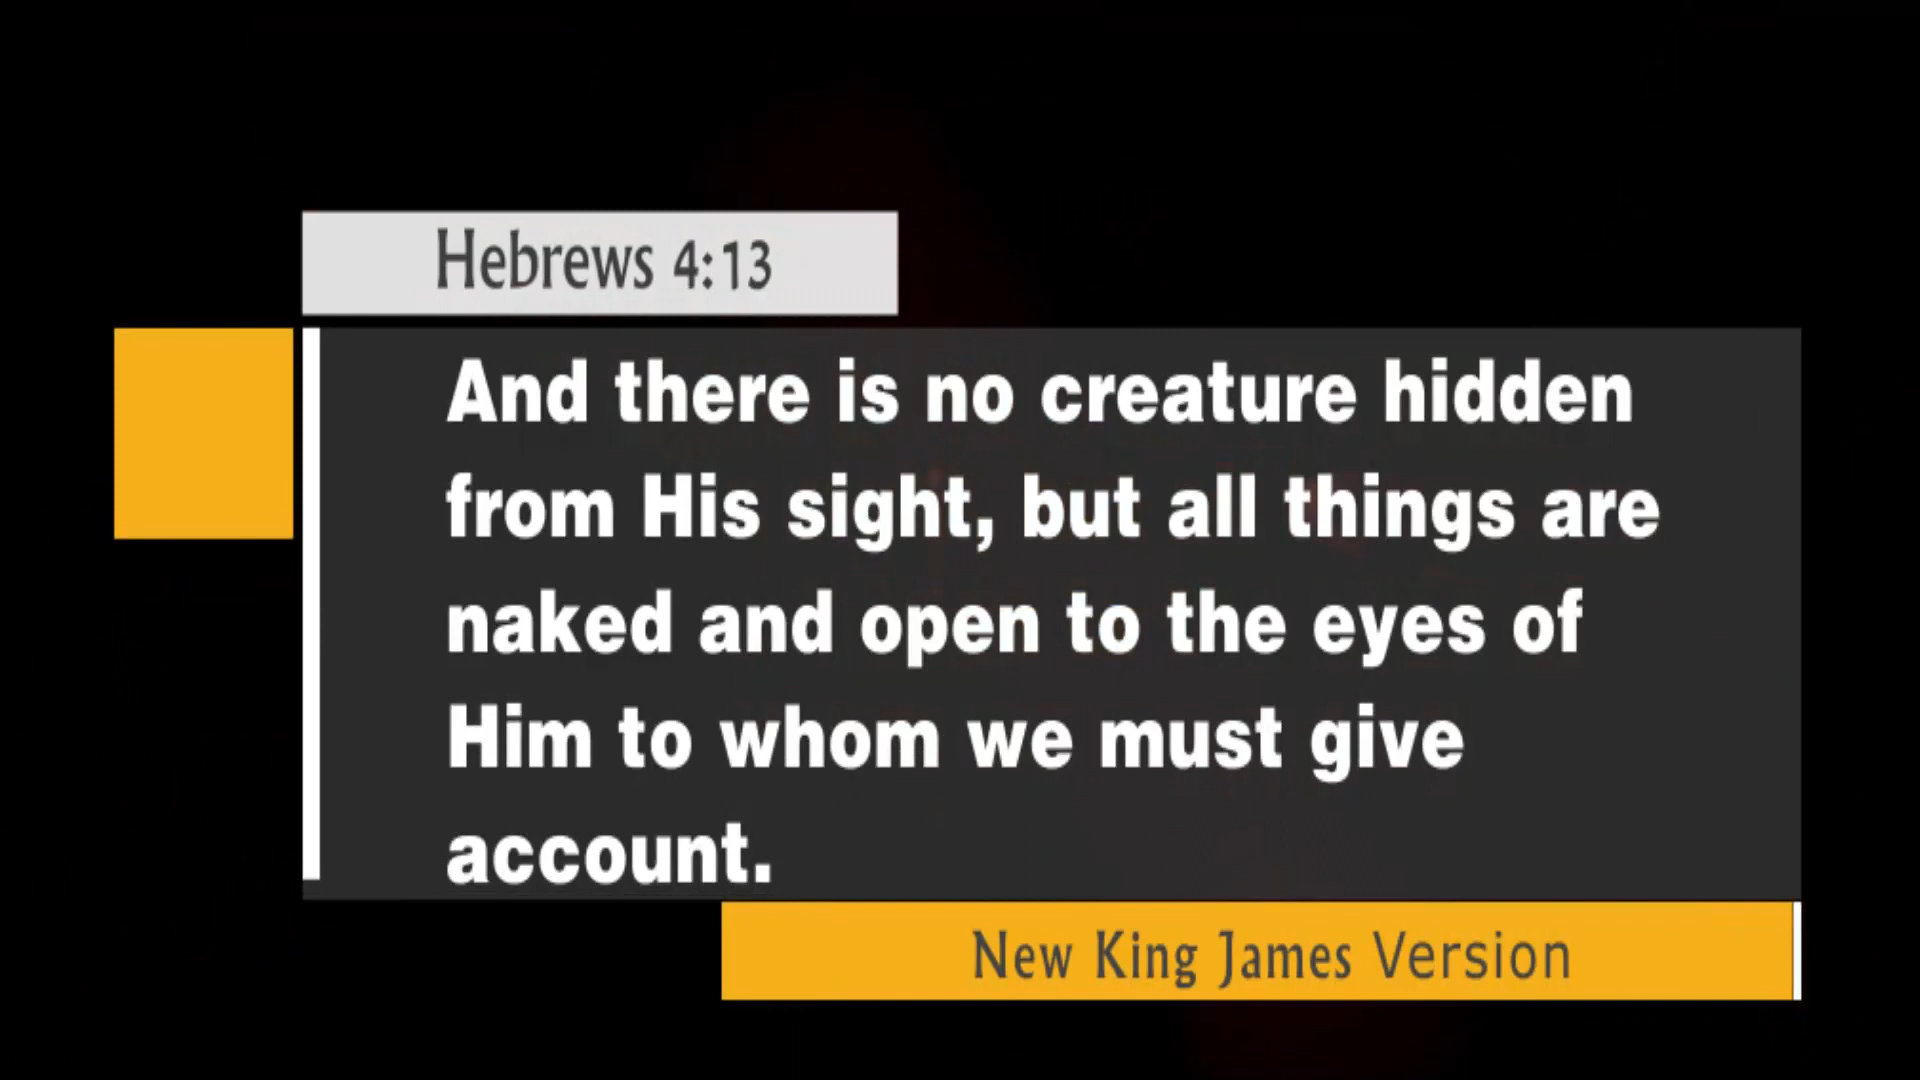 Hebrews 4:13
And there is no creature hidden
from His sight, but all things are
naked and open to the eyes of
Him to whom we must give
account.
New King James Version